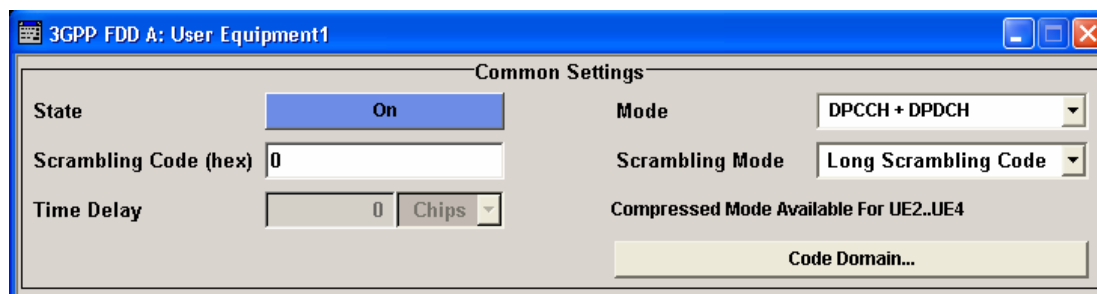 3GPP FDD A: User Equipment1
Common Settings
State On Mode DPCCH + DPDCH
Scrambling Code (hex) 0 Scrambling Mode Long Scrambling Code
Time Delay 0 Chips Compressed Mode Available For UE2..UE4
Code Domain...